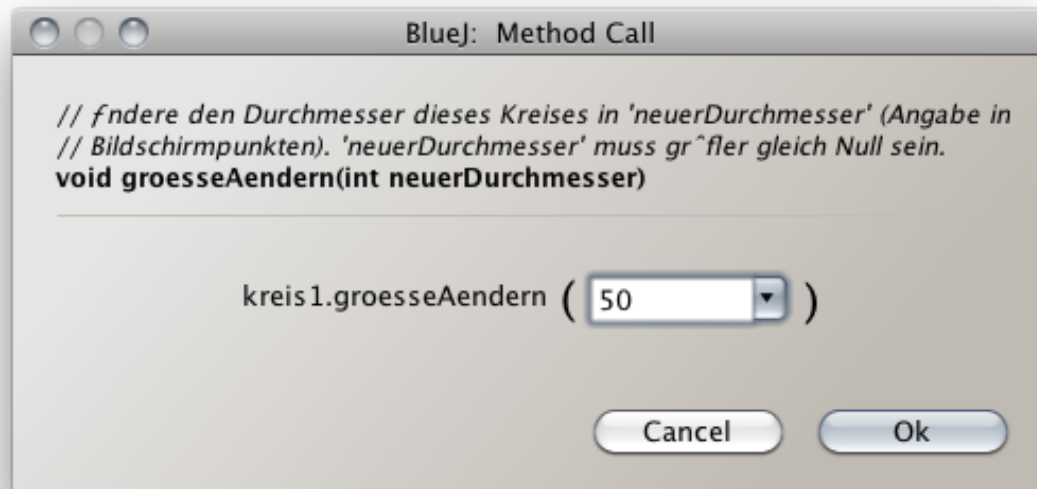 BlueJ: Method Call
// ƒndere den Durchmesser dieses Kreises in 'neuerDurchmesser' (Angabe in
// Bildschirmpunkten). 'neuerDurchmesser' muss grˆfler gleich Null sein.
void groesseAendern(int neuerDurchmesser)
kreis1.groesseAendern ( 50 )
Cancel Ok